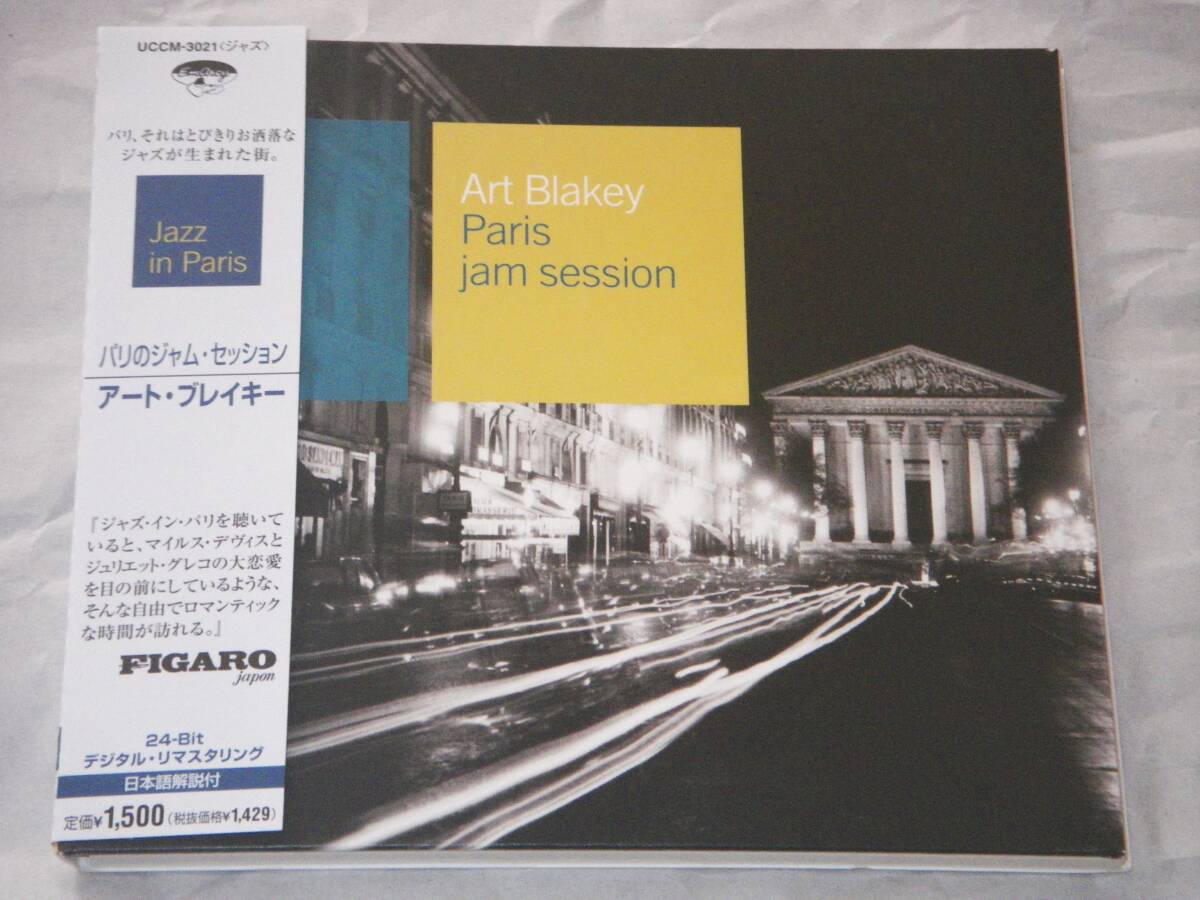 UCCM-3021〈ジャズ〉
EmArcy
パリ、それはとびきりお洒落な
ジャズが生まれた街。
Jazz
in Paris
パリのジャム・セッション
アート・ブレイキー
『ジャズ・イン・パリを聴いて
いると、マイルス・デヴィスと
ジュリエット・グレコの大恋愛
を目の前にしているような、
そんな自由でロマンティック
な時間が訪れる。』
FIGARO
japon
24-Bit
デジタル・リマスタリング
日本語解説付
定価¥1,500(税抜価格¥1,429)
Art Blakey
Paris
jam session
BRASSERIE